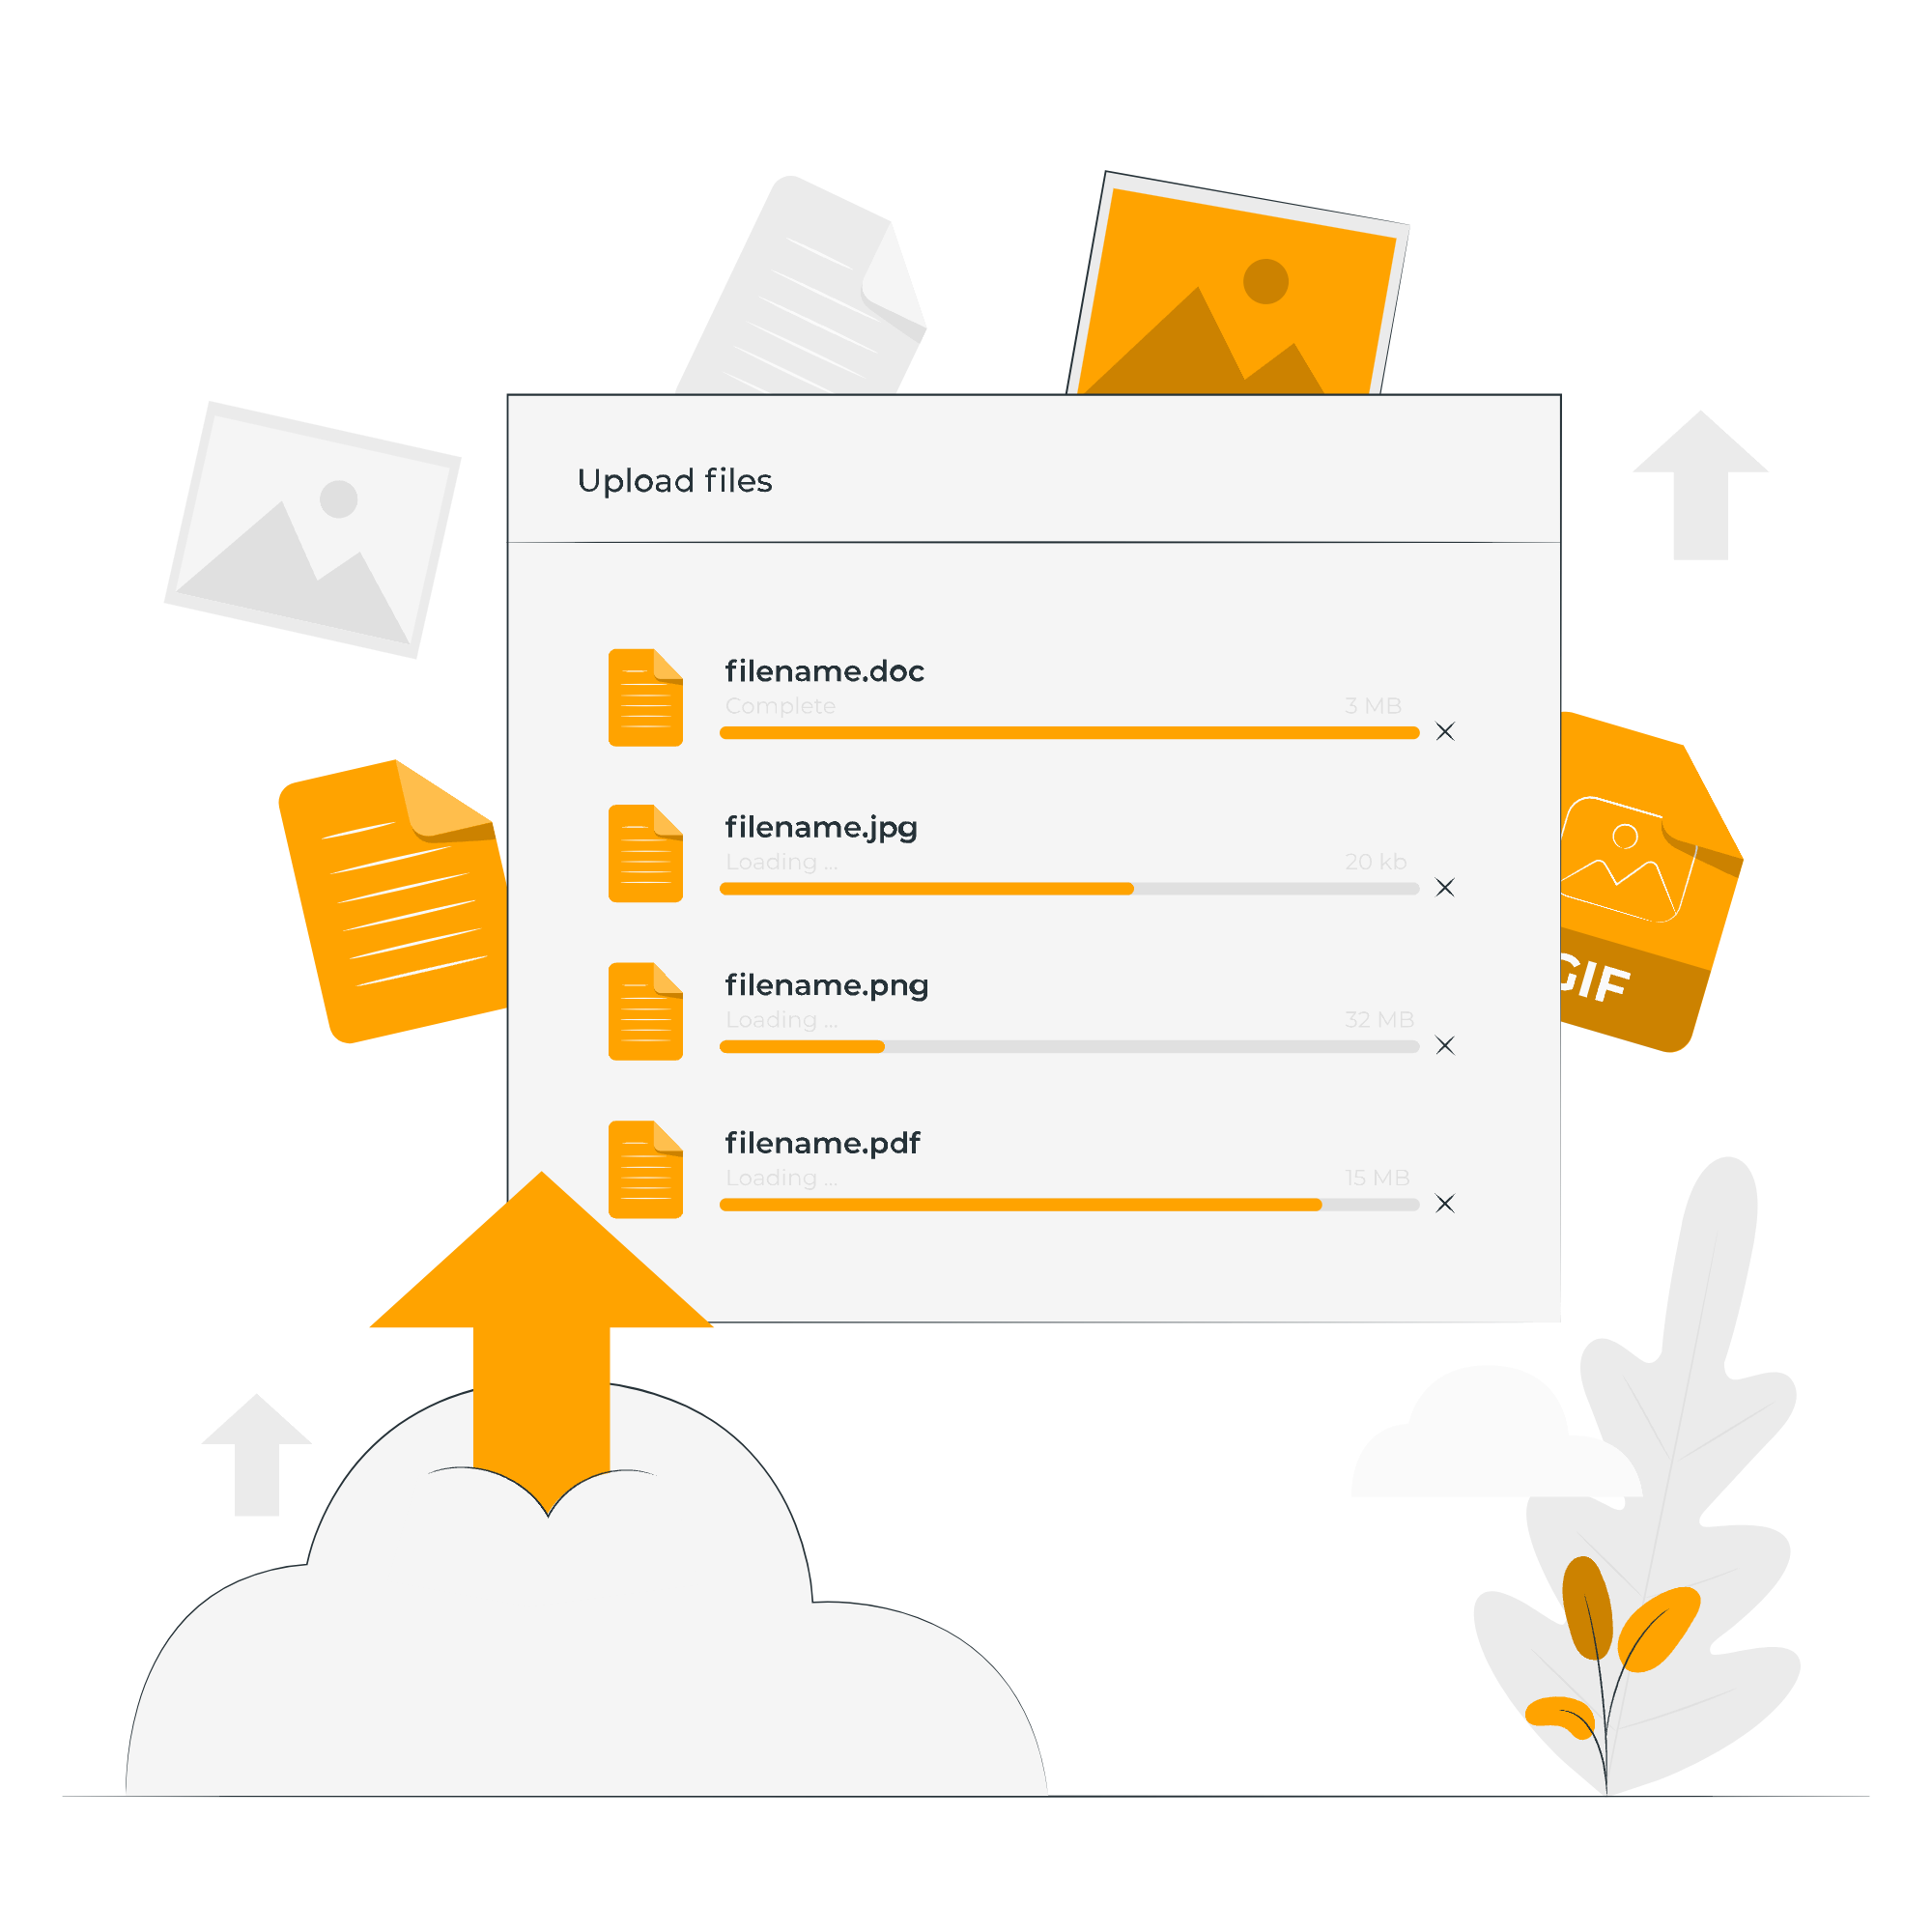 Upload files
filename.doc
Complete 3 MB
filename.jpg
Loading ... 20 kb
GIF
filename.png
Loading ... 32 MB
filename.pdf
Loading ... 15 MB